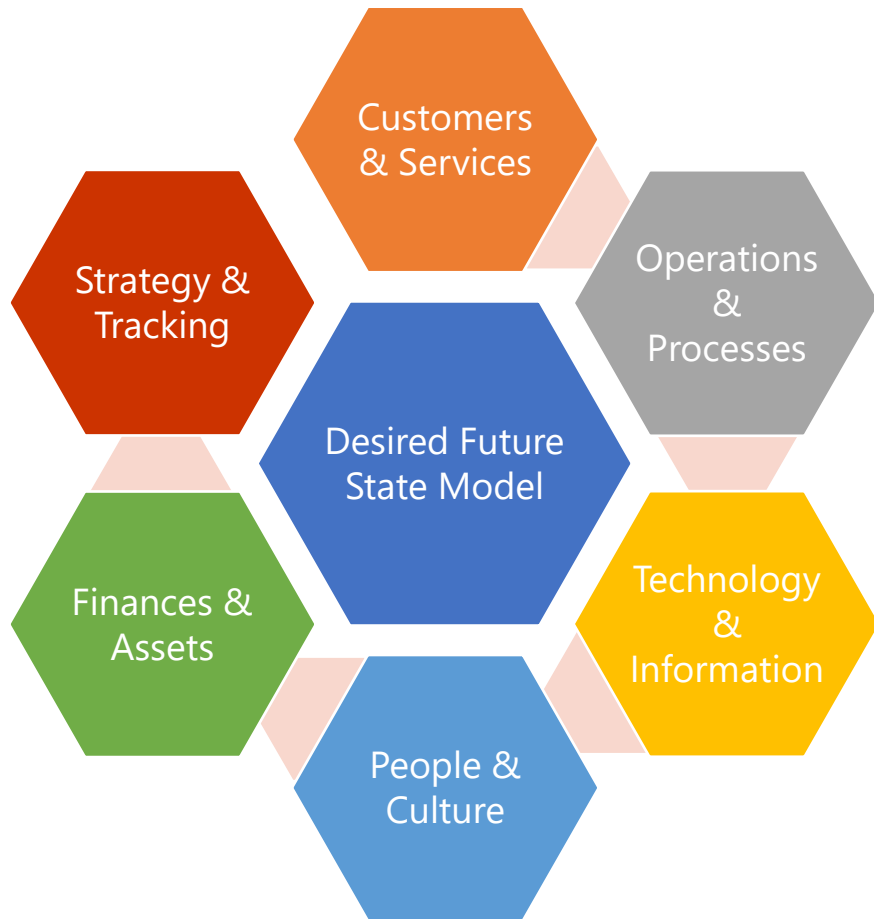 Customers
& Services
Operations
&
Processes
Technology
&
Information
People &
Culture
Finances &
Assets
Strategy &
Tracking
Desired Future
State Model